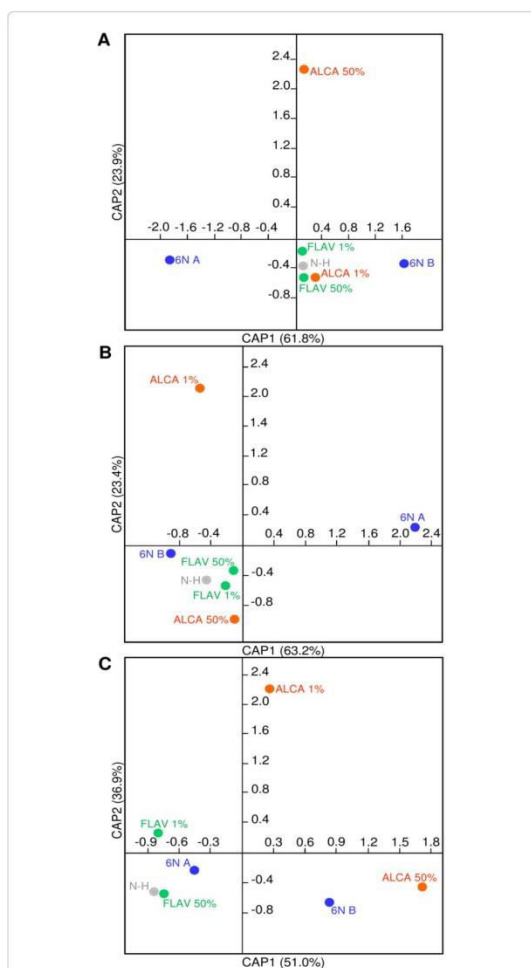 A
CAP2 (23.9%)
2.4
ALCA 50%
2.0
1.6
1.2
0.8
0.4
-2.0 -1.6 -1.2 -0.8 -0.4 0.4 0.8 1.2 1.6
FLAV 1%
6N A
-0.4 N-H
6N B
ALCA 1%
FLAV 50%
-0.8
CAP1 (61.8%)
B
CAP2 (23.4%)
2.4
ALCA 1%
2.0
1.4
1.2
0.8
0.4
6N A
-0.8 -0.4 0.4 0.8 1.2 1.6 2.0 2.4
6N B
FLAV 50%
-0.4
N-H
FLAV 1%
-0.8
ALCA 50%
CAP1 (63.2%)
C
CAP2 (36.9%)
2.4
ALCA 1%
2.0
1.6
1.2
0.8
FLAV 1%
0.4
-0.9 -0.6 -0.3 0.3 0.6 0.9 1.2 1.5 1.8
6N A
-0.4
ALCA 50%
N-H
FLAV 50%
6N B
-0.8
CAP1 (51.0%)